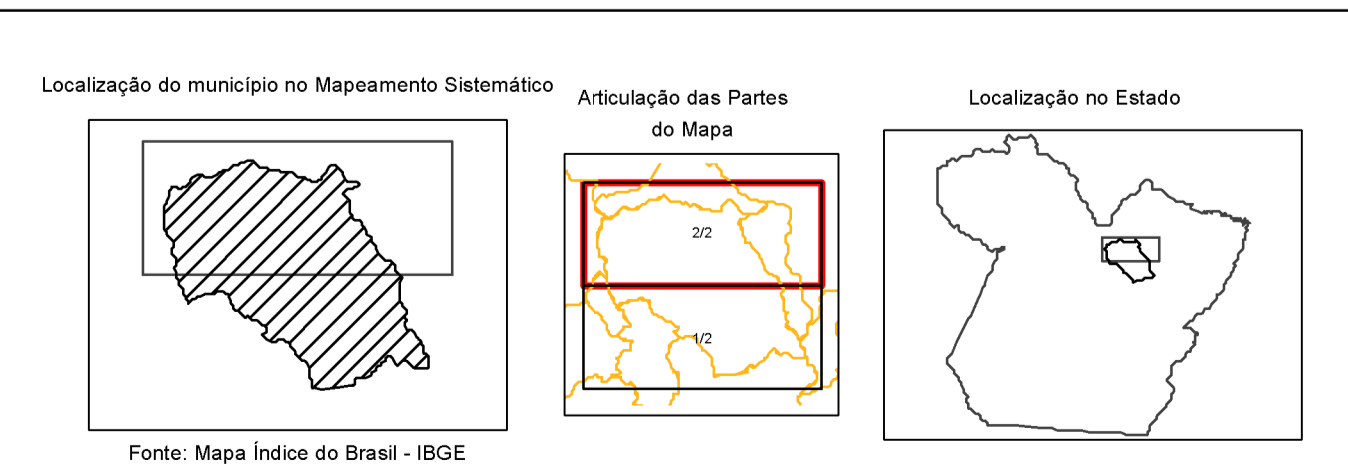 Localização do município no Mapeamento Sistemático
Articulação das Partes
do Mapa
Localização no Estado
2/2
1/2
Fonte: Mapa Índice do Brasil - IBGE